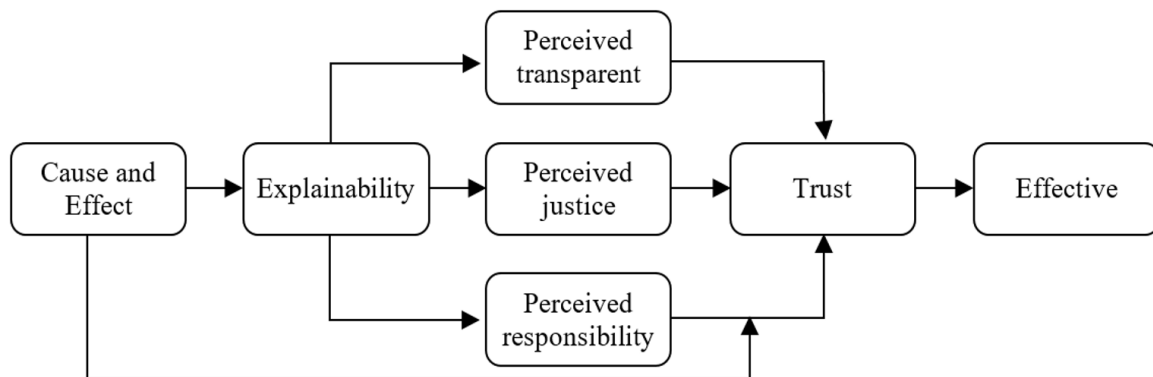 Perceived
transparent
Cause and
Effect
Explainability
Perceived
justice
Trust
Effective
Perceived
responsibility